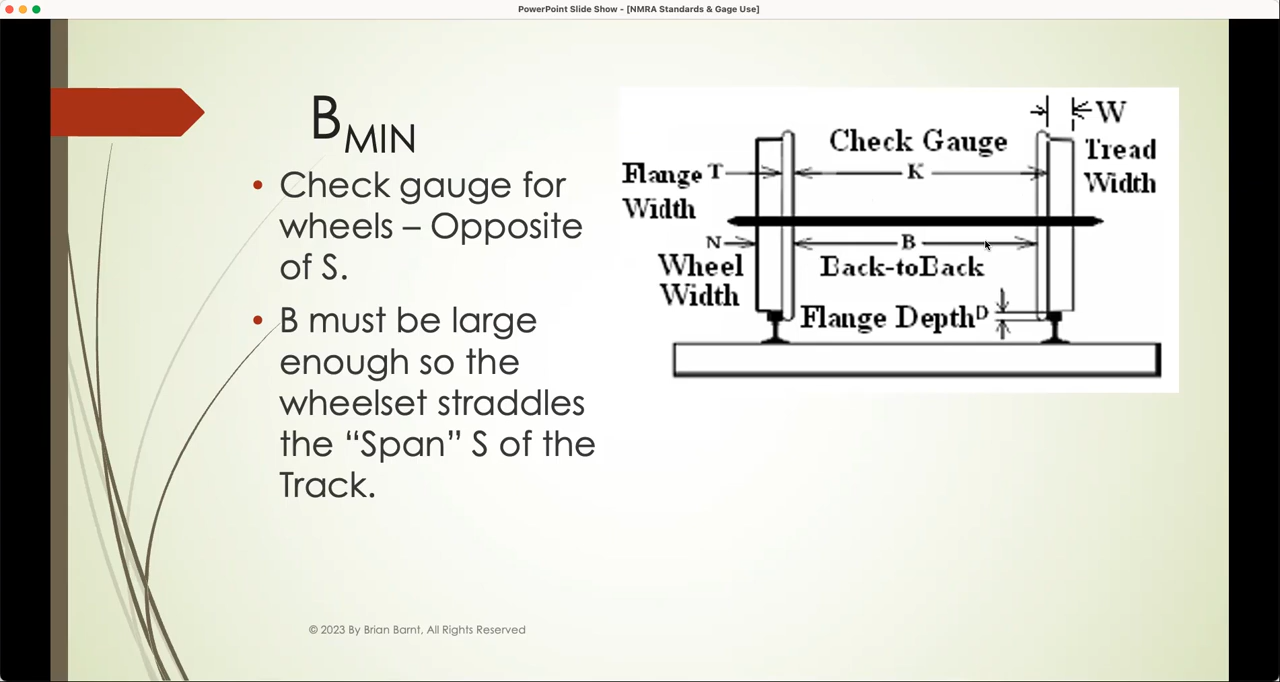 PowerPoint Slide Show - [NMRA Standards & Gage Use]
B MIN
• Check gauge for
wheels – Opposite
of S.
• B must be large
enough so the
wheelset straddles
the “Span” S of the
Track.
W
Check Gauge
Tread
Width
Flange T
K
Width
N
B
Wheel
Width
Back-toBack
Flange Depth D
© 2023 By Brian Barnt, All Rights Reserved